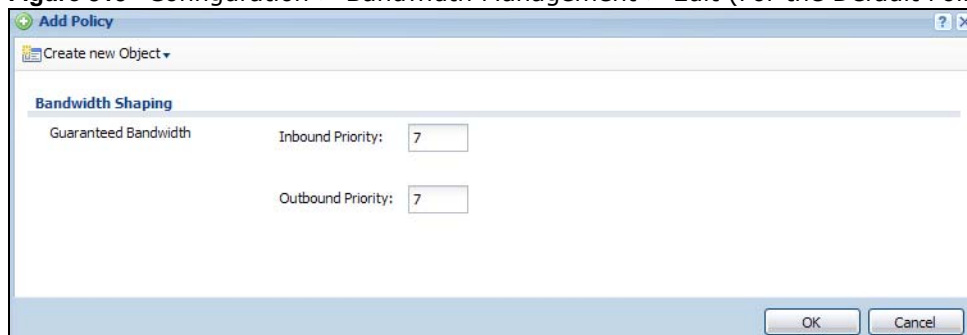 Add Policy
Create new Object
Bandwidth Shaping
Guaranteed Bandwidth Inbound Priority: 7
Outbound Priority: 7
OK Cancel